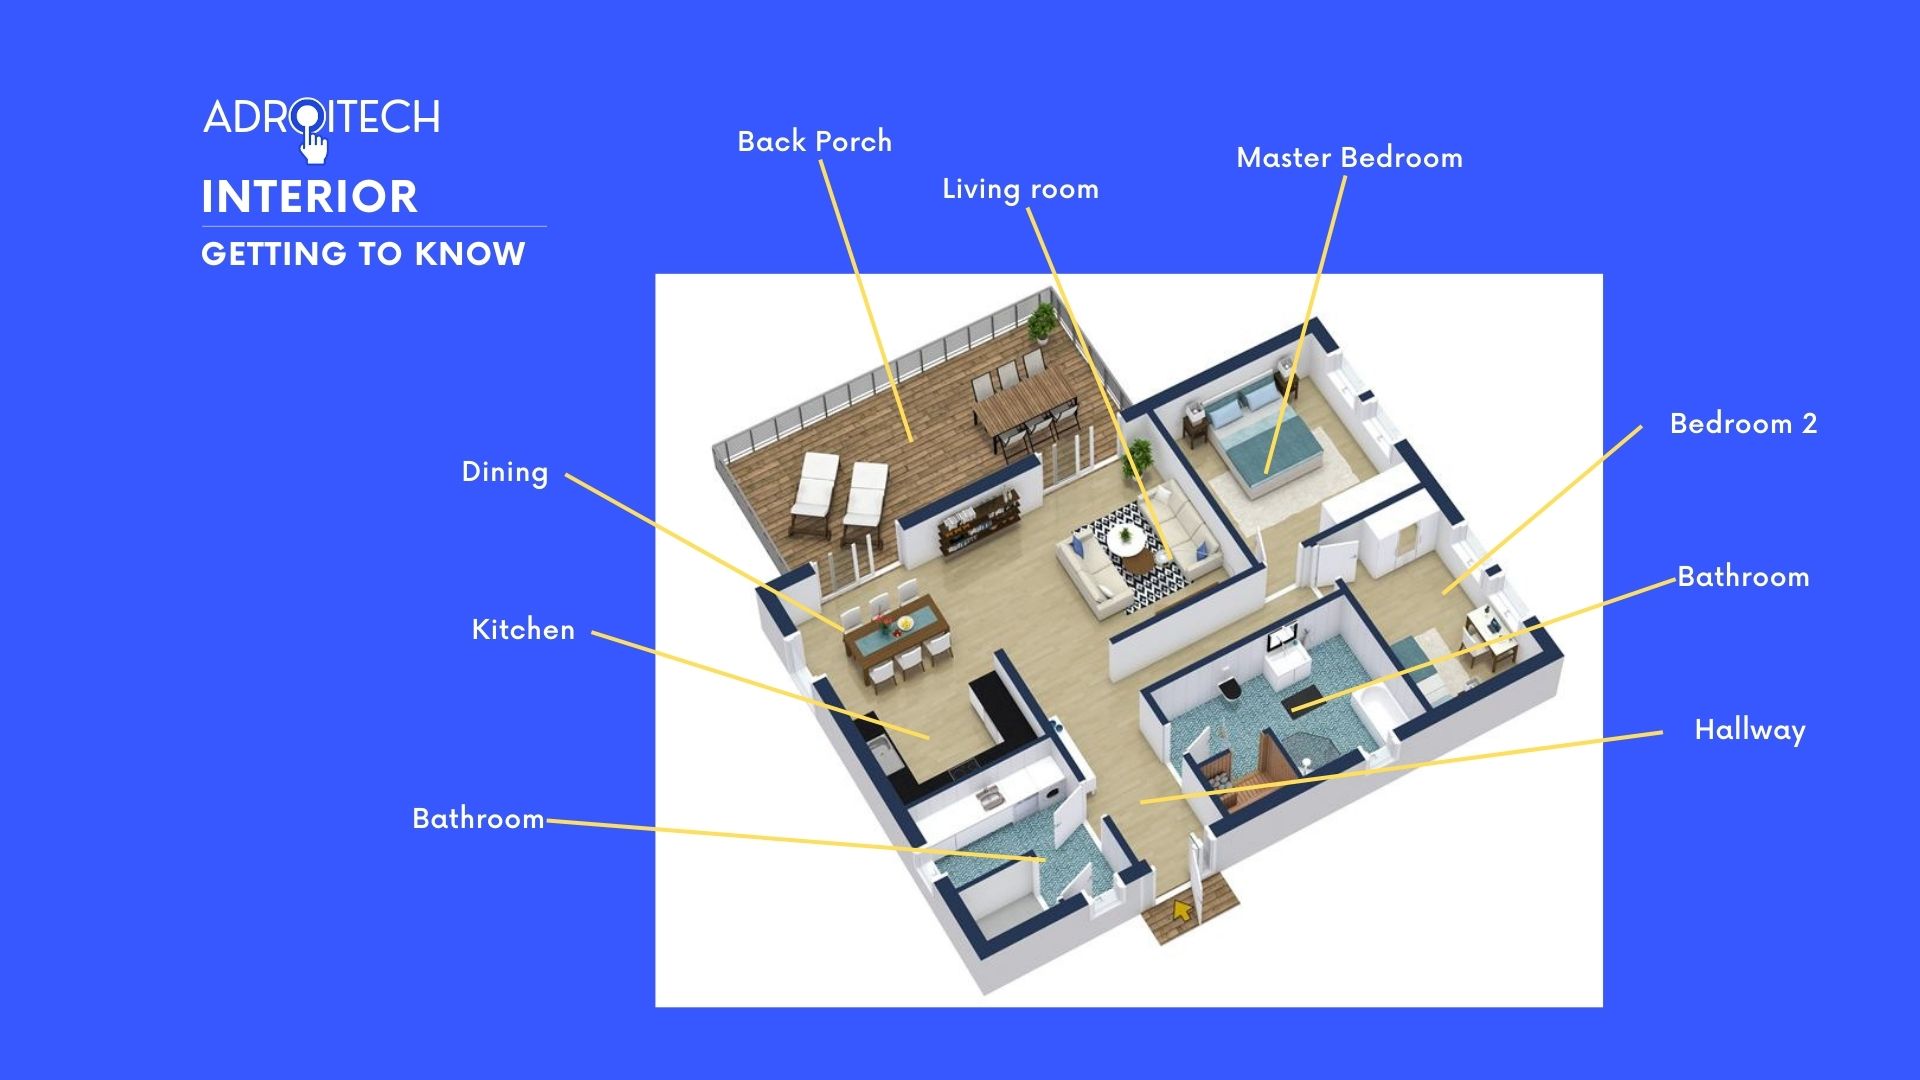 ADROITECH
INTERIOR
GETTING TO KNOW
Back Porch
Living room
Master Bedroom
Bedroom 2
Dining
Bathroom
Kitchen
Hallway
Bathroom